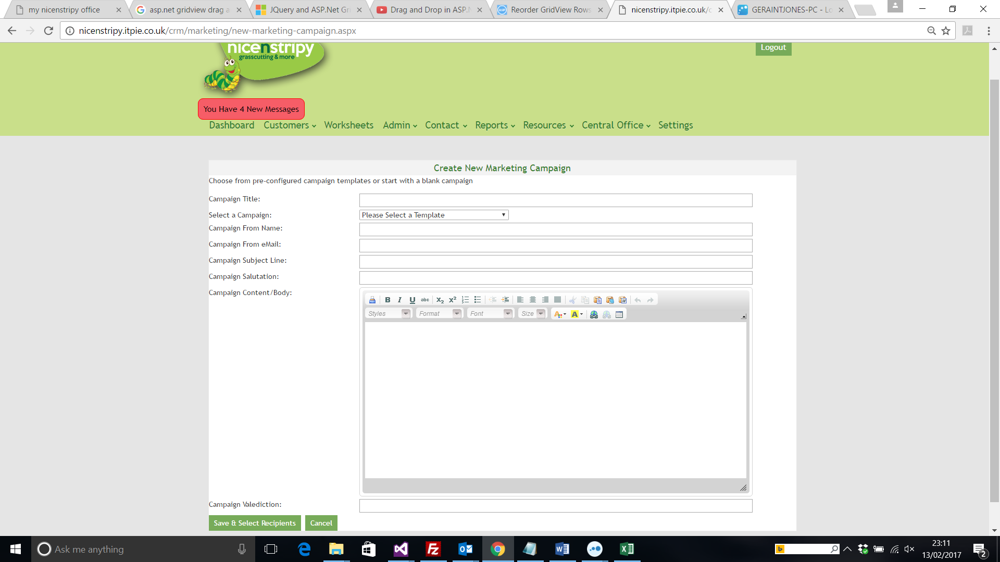 my nicenstripy office
asp.net gridview drag a
JQuery and ASP.Net Gri
Drag and Drop in ASP.N
Reorder GridView Rows
nicenstripy.itpie.co.uk/c
GERAINTJONES-PC - Lo
nicenstripy.itpie.co.uk/crm/marketing/new-marketing-campaign.aspx
nicenstripy
grasscutting & more
Logout
You Have 4 New Messages
Dashboard Customers Worksheets Admin Contact Reports Resources Central Office Settings
Create New Marketing Campaign
Choose from pre-configured campaign templates or start with a blank campaign
Campaign Title:
Select a Campaign: Please Select a Template
Campaign From Name:
Campaign From eMail:
Campaign Subject Line:
Campaign Salutation:
Campaign Content/Body:
B I U abc X2 X2
Styles Format Font Size A A
Campaign Valediction:
Save & Select Recipients Cancel
Ask me anything
23:11
13/02/2017
2